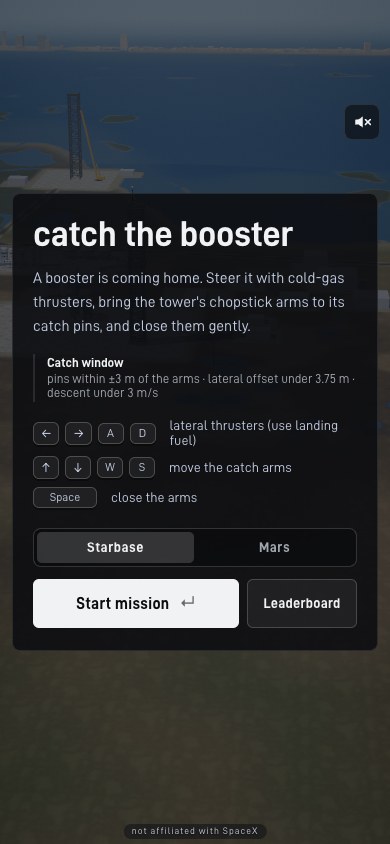 catch the booster
A booster is coming home. Steer it with cold-gas
thrusters, bring the tower's chopstick arms to its
catch pins, and close them gently.
Catch window
pins within ±3 m of the arms · lateral offset under 3.75 m ·
descent under 3 m/s
← → A D lateral thrusters (use landing
fuel)
↑ ↓ W S move the catch arms
Space close the arms
Starbase Mars
Start mission ↵ Leaderboard
not affiliated with SpaceX